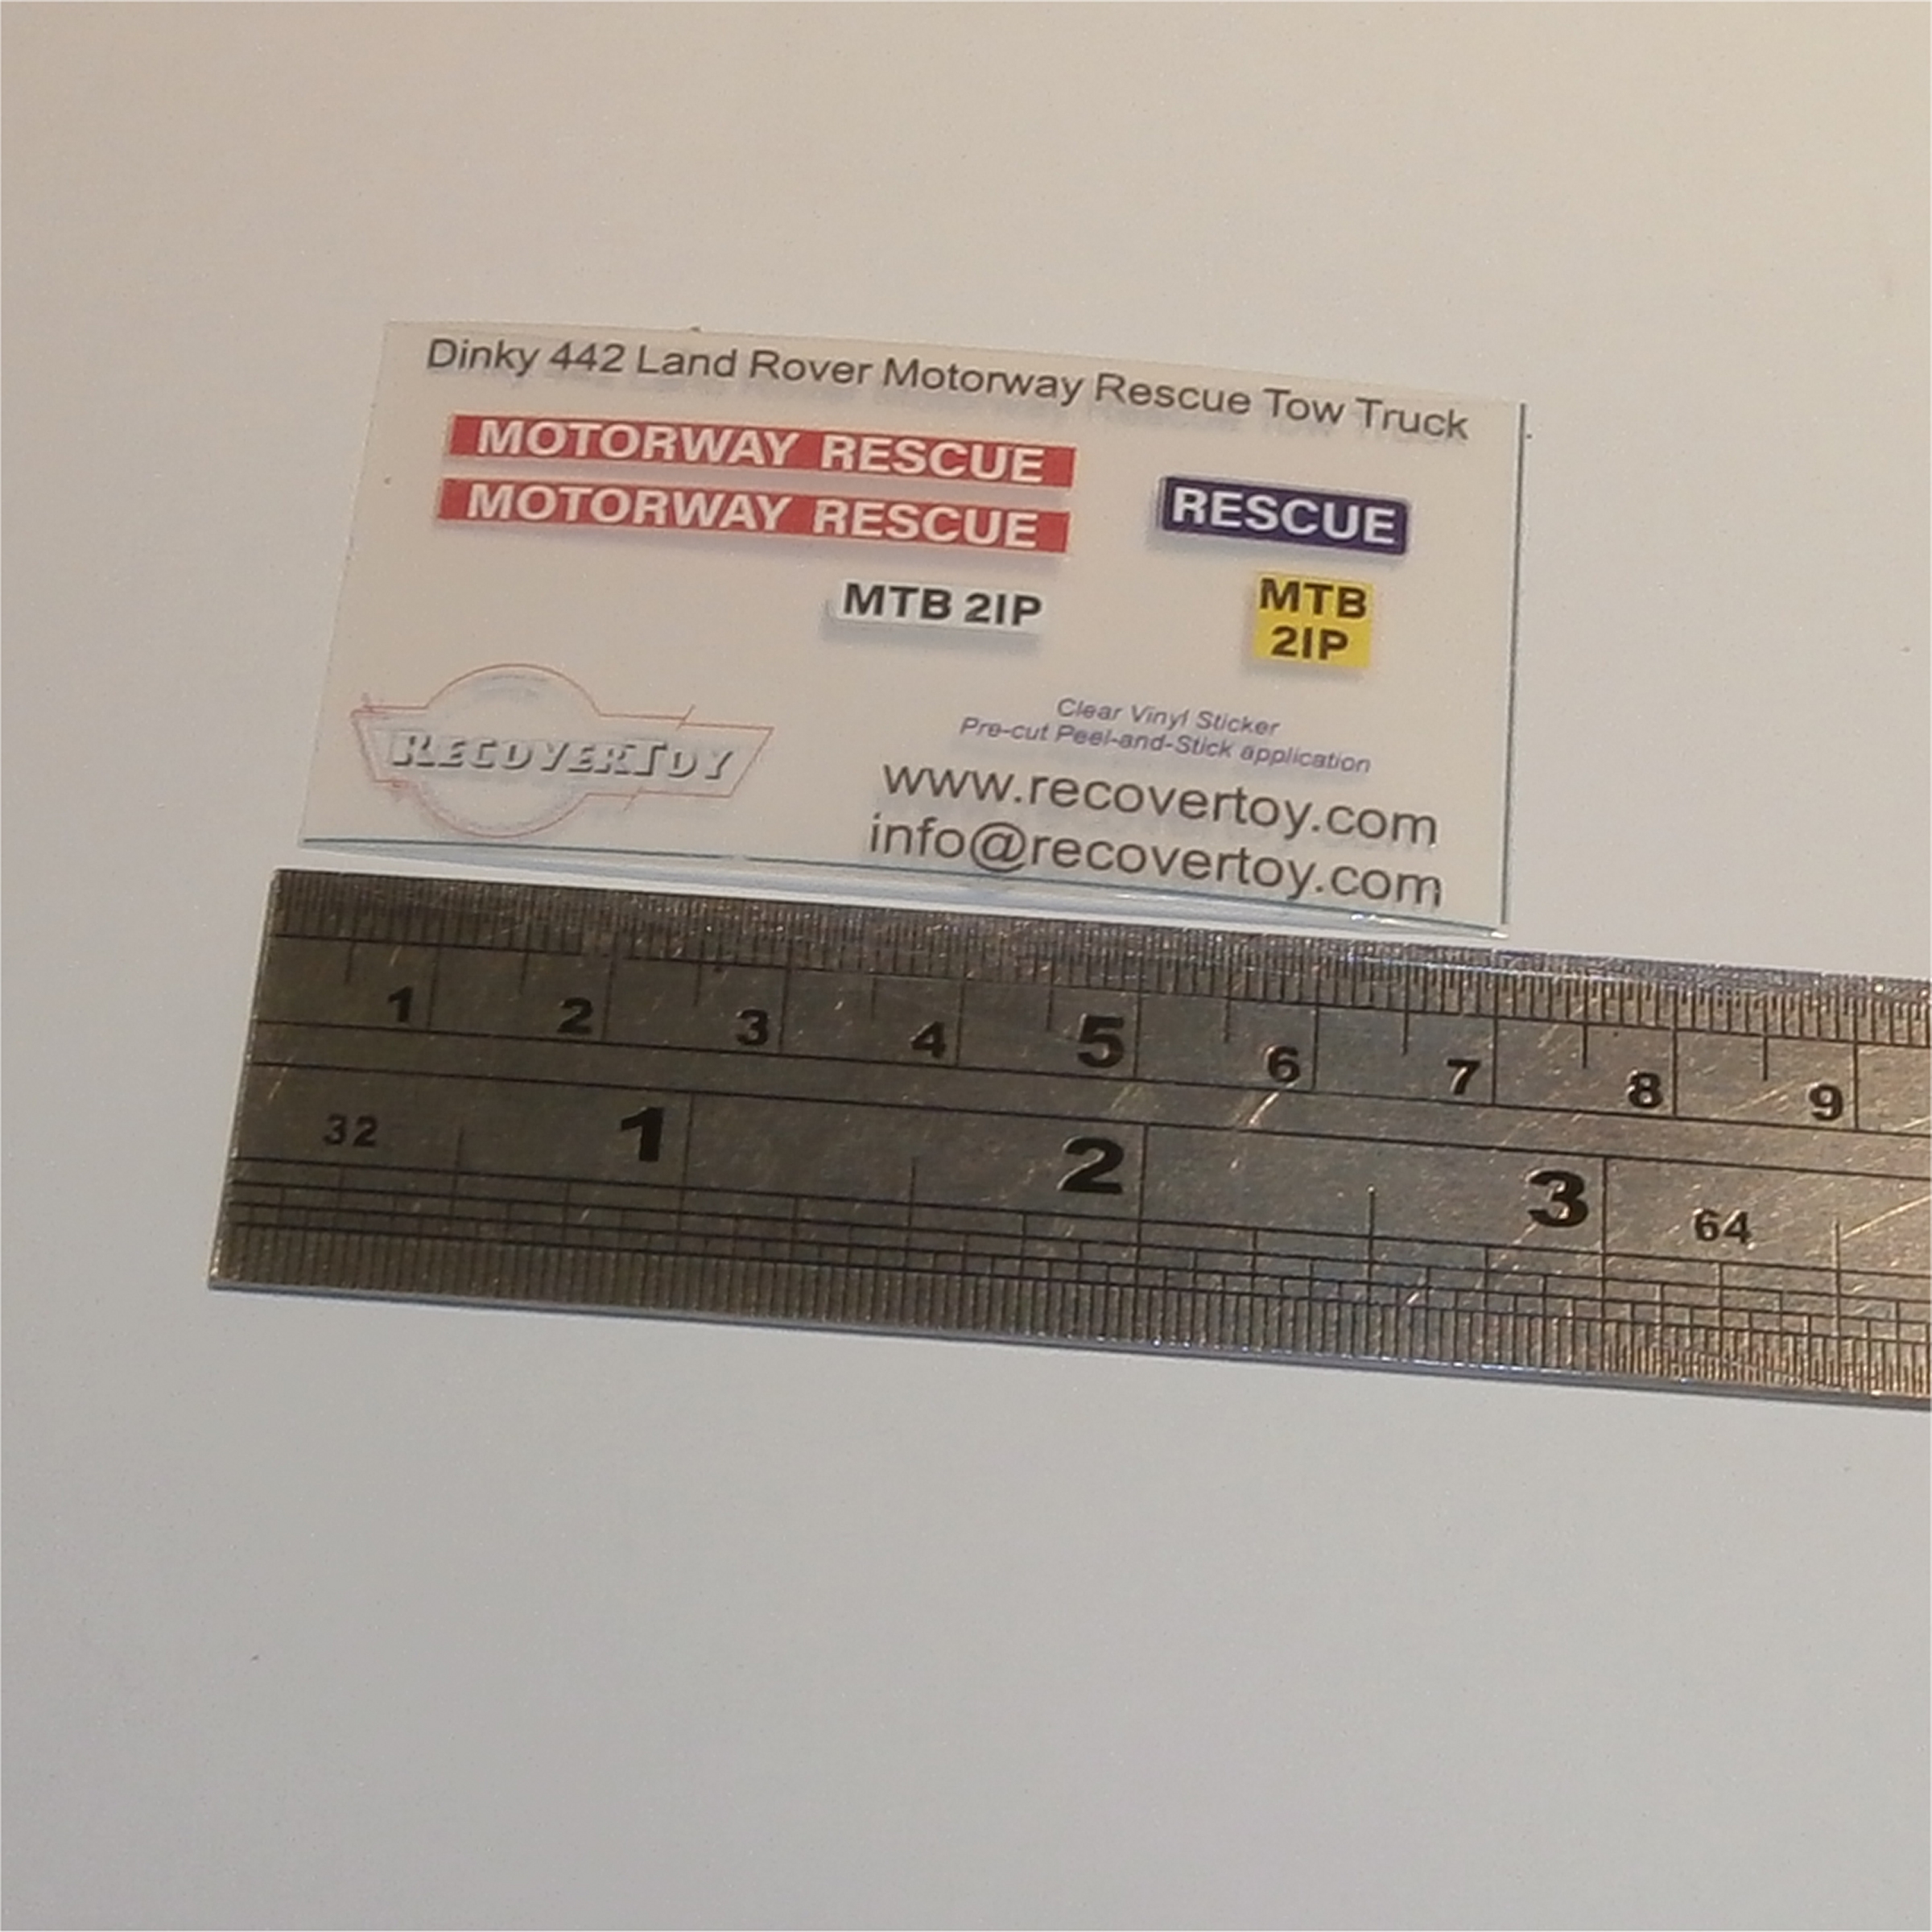 Dinky 442 Land Rover Motorway Rescue Tow Truck
MOTORWAY RESCUE
MOTORWAY RESCUE
RESCUE
MTB 2IP
MTB
2IP
RECOVERTOY
Clear Vinyl Sticker
Pre-cut Peel-and-Stick application
www.recovertoy.com
info@recovertoy.com
1 2 3 4 5 6 7 8 9
32 1 2 3 64